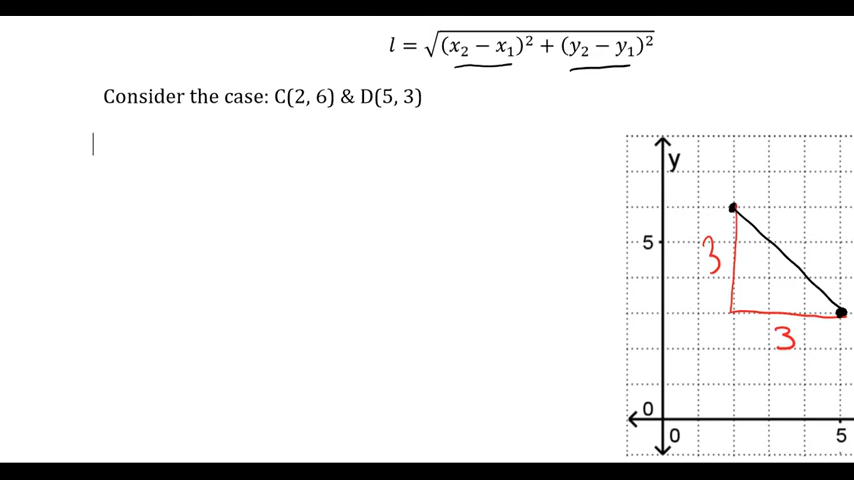 l = √(x₂ − x₁)² + (y₂ − y₁)²
Consider the case: C(2, 6) & D(5, 3)
y
5
3
3
0
0
5